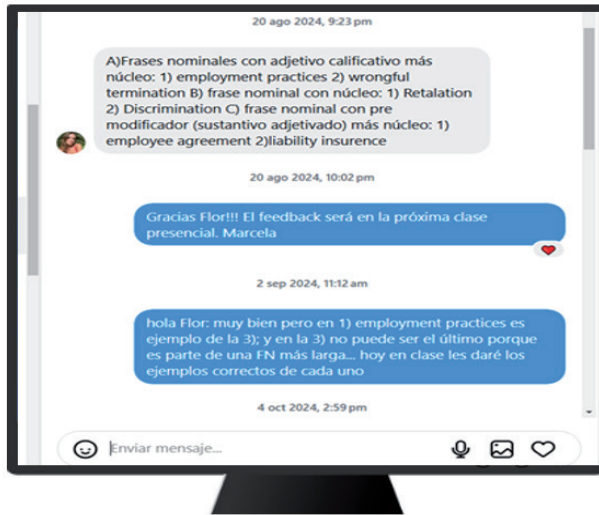 20 ago 2024, 9:23 pm
A)Frases nominales con adjetivo calificativo más
núcleo: 1) employment practices 2) wrongful
termination B) frase nominal con núcleo: 1) Retalation
2) Discrimination C) frase nominal con pre
modificador (sustantivo adjetivado) más núcleo: 1)
employee agreement 2)liability insurence
20 ago 2024, 10:02 pm
Gracias Flor!!! El feedback será en la próxima clase
presencial. Marcela
2 sep 2024, 11:12 am
hola Flor: muy bien pero en 1) employment practices es
ejemplo de la 3); y en la 3) no puede ser el último porque
es parte de una FN más larga... hoy en clase les daré los
ejemplos correctos de cada uno
4 oct 2024, 2:59 pm
Enviar mensaje...